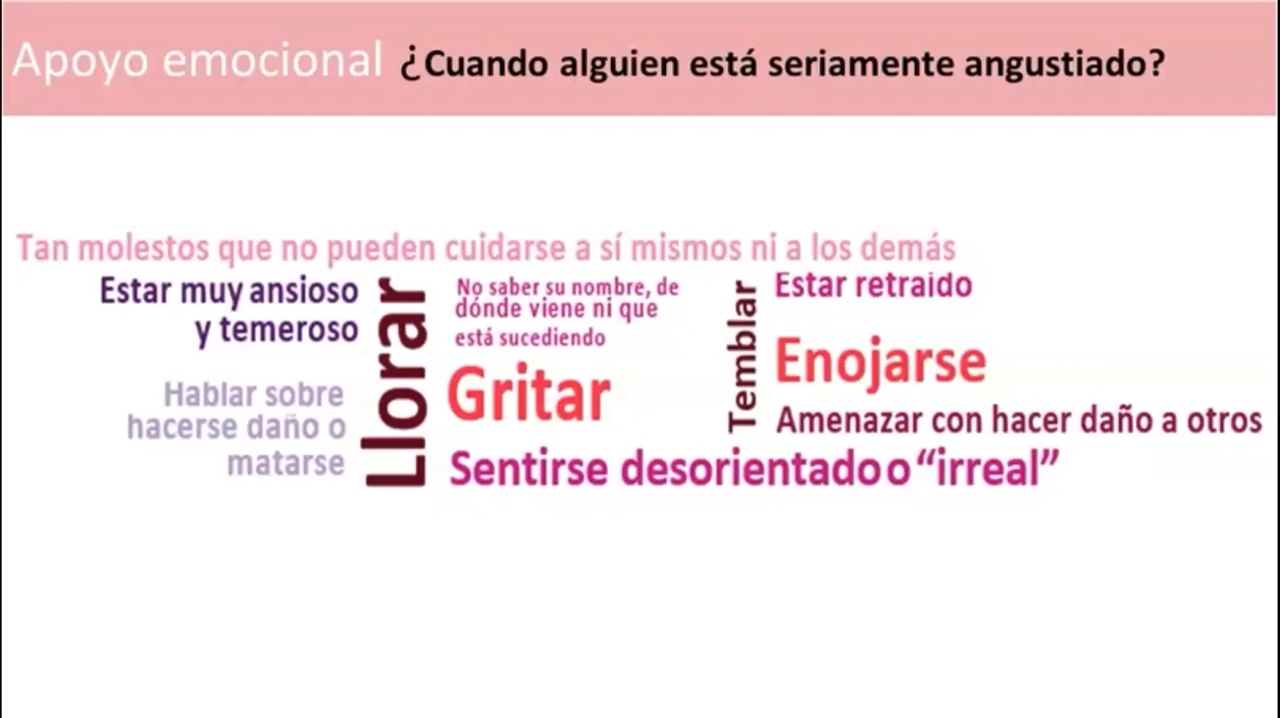 Apoyo emocional ¿Cuando alguien está seriamente angustiado?
Tan molestos que no pueden cuidarse a sí mismos ni a los demás
Estar muy ansioso
y temeroso
Hablar sobre
hacerse daño o
matarse
Llorar
No saber su nombre, de
dónde viene ni que
está sucediendo
Gritar
Sentirse desorientado o “irreal”
Temblar
Estar retraido
Enojarse
Amenazar con hacer daño a otros